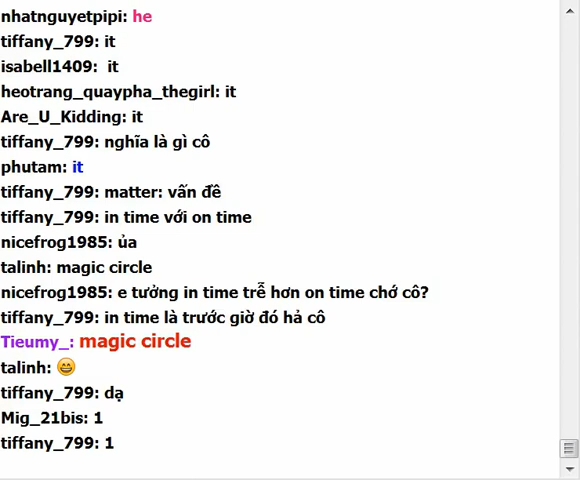 nhatnguyetpipi: he
tiffany_799: it
isabell1409: it
heotrang_quaypha_thegirl: it
Are_U_Kidding: it
tiffany_799: nghĩa là gì cô
phutam: it
tiffany_799: matter: vấn đề
tiffany_799: in time với on time
nicefrog1985: ủa
talinh: magic circle
nicefrog1985: e tưởng in time trễ hơn on time chớ cô?
tiffany_799: in time là trước giờ đó hả cô
Tieumy_: magic circle
talinh: 😄
tiffany_799: dạ
Mig_21bis: 1
tiffany_799: 1